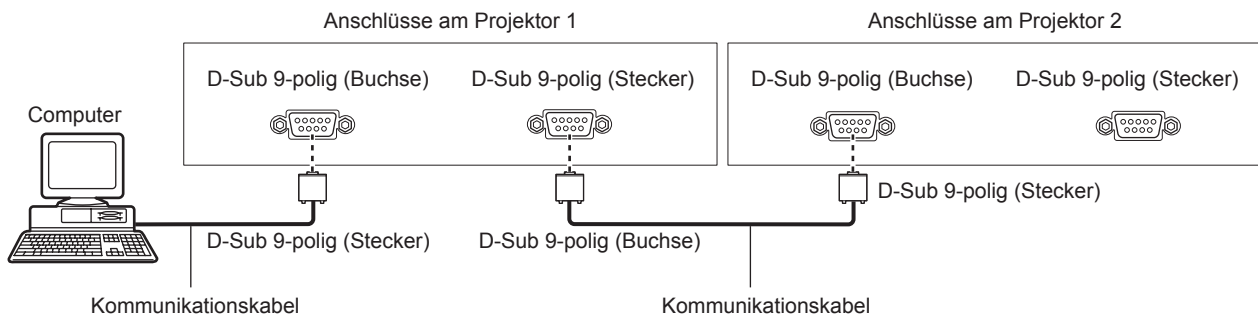 Anschlüsse am Projektor 1
Anschlüsse am Projektor 2
D-Sub 9-polig (Buchse)
D-Sub 9-polig (Stecker)
D-Sub 9-polig (Buchse)
D-Sub 9-polig (Stecker)
Computer
D-Sub 9-polig (Stecker)
D-Sub 9-polig (Stecker)
D-Sub 9-polig (Buchse)
Kommunikationskabel
Kommunikationskabel